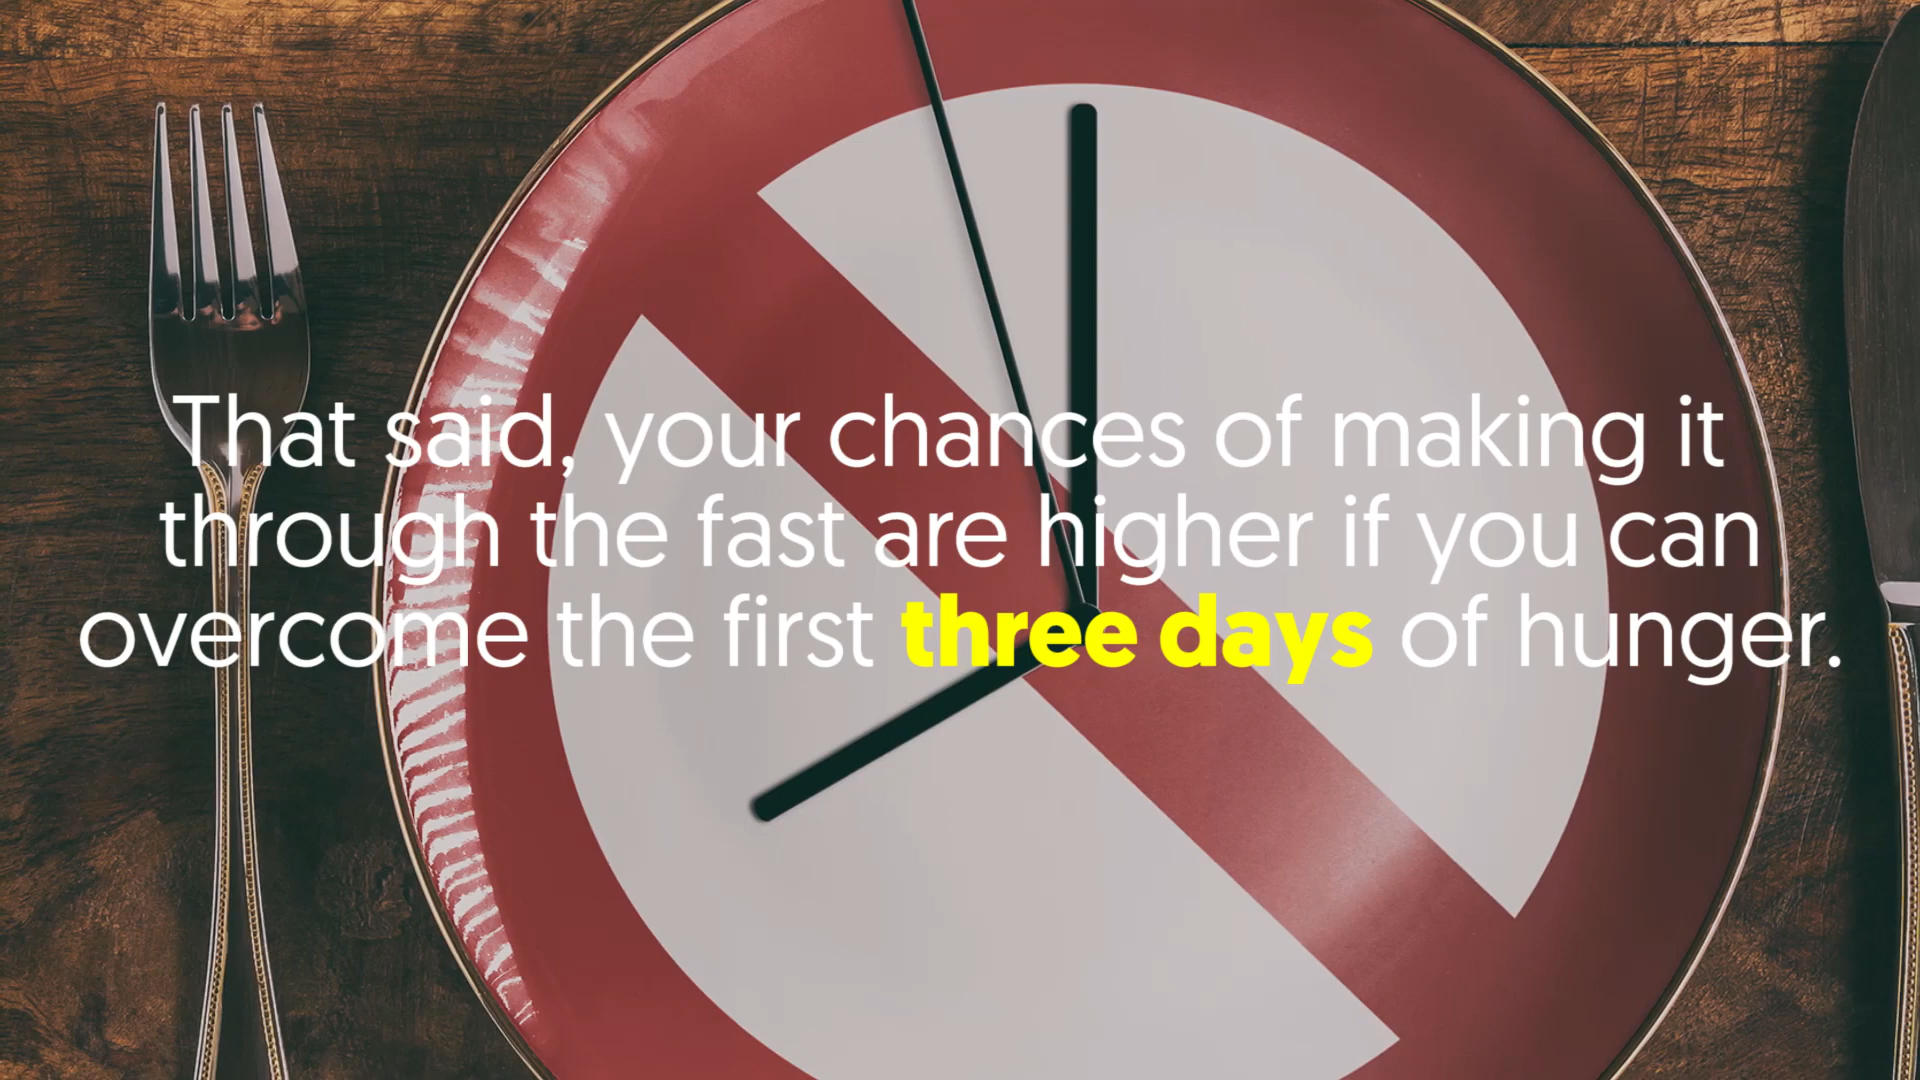 That said, your chances of making it
through the fast are higher if you can
overcome the first three days of hunger.